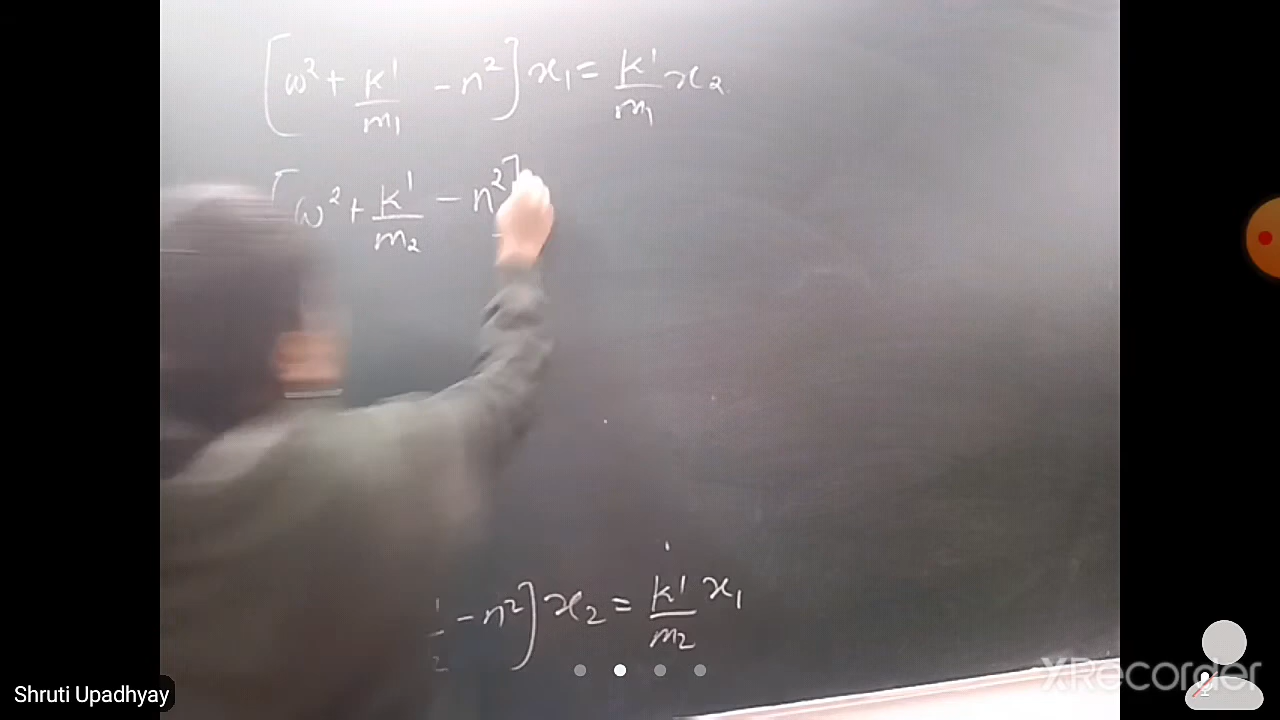 [ω² + k'/m₁ - n²] x₁ = k'/m₁ x₂
[ω² + k'/m₂ - n²]
- n²] x₂ = k'/m₂ x₁
Shruti Upadhyay
XRecorder